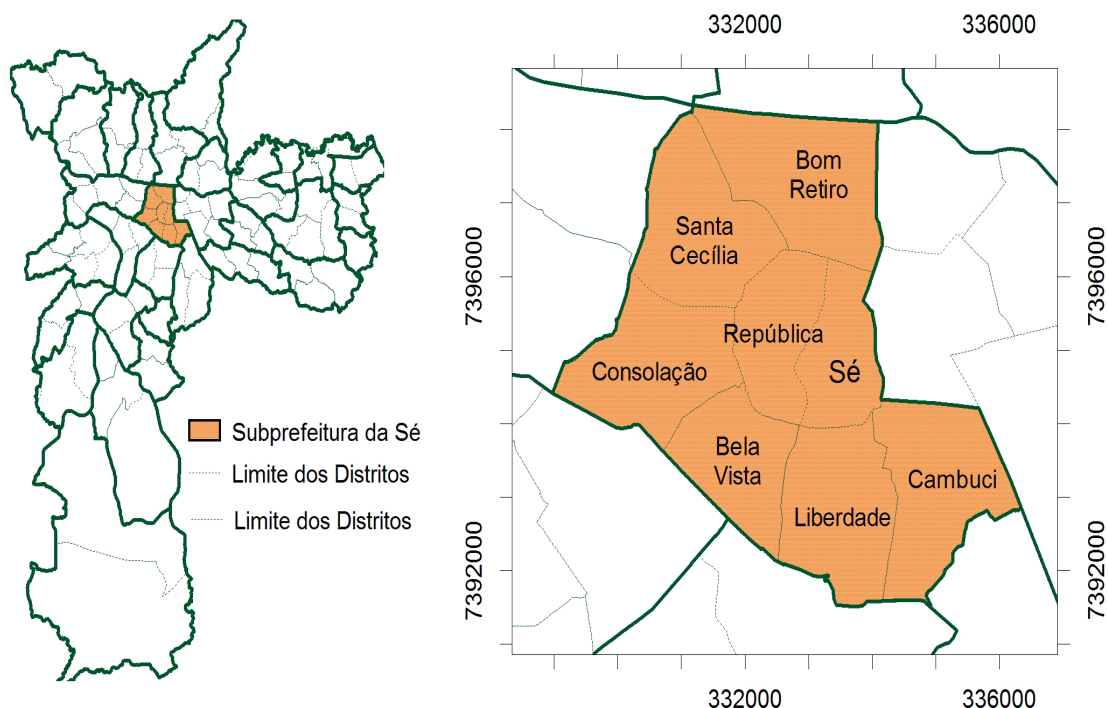 332000
336000
Bom
Retiro
Santa
Cecília
7396000
7396000
República
Consolação
Sé
Subprefeitura da Sé
Bela
Vista
Cambuci
Limite dos Distritos
Liberdade
Limite dos Distritos
7392000
7392000
332000
336000